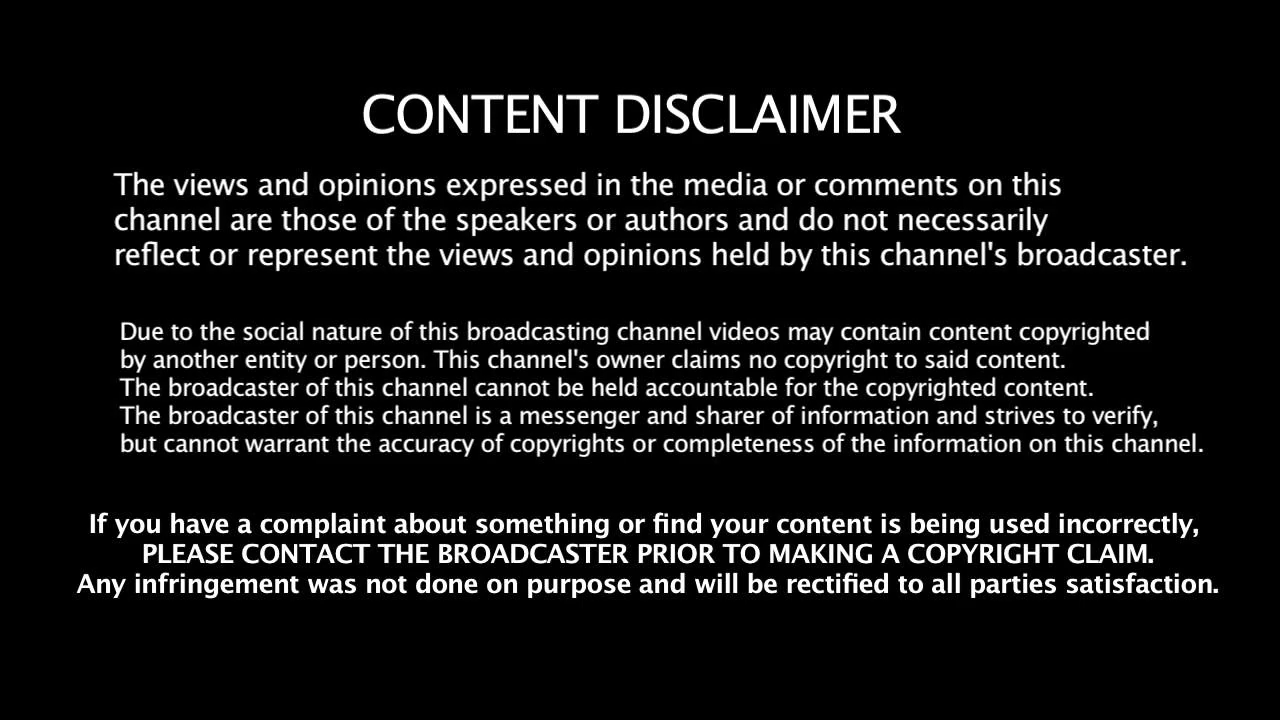 CONTENT DISCLAIMER
The views and opinions expressed in the media or comments on this
channel are those of the speakers or authors and do not necessarily
reflect or represent the views and opinions held by this channel's broadcaster.
Due to the social nature of this broadcasting channel videos may contain content copyrighted
by another entity or person. This channel's owner claims no copyright to said content.
The broadcaster of this channel cannot be held accountable for the copyrighted content.
The broadcaster of this channel is a messenger and sharer of information and strives to verify,
but cannot warrant the accuracy of copyrights or completeness of the information on this channel.
If you have a complaint about something or find your content is being used incorrectly,
PLEASE CONTACT THE BROADCASTER PRIOR TO MAKING A COPYRIGHT CLAIM.
Any infringement was not done on purpose and will be rectified to all parties satisfaction.